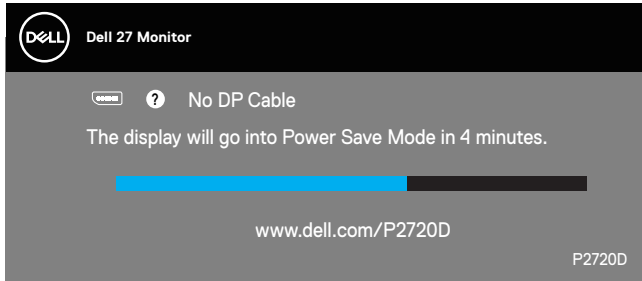 DELL
Dell 27 Monitor
? No DP Cable
The display will go into Power Save Mode in 4 minutes.
www.dell.com/P2720D
P2720D